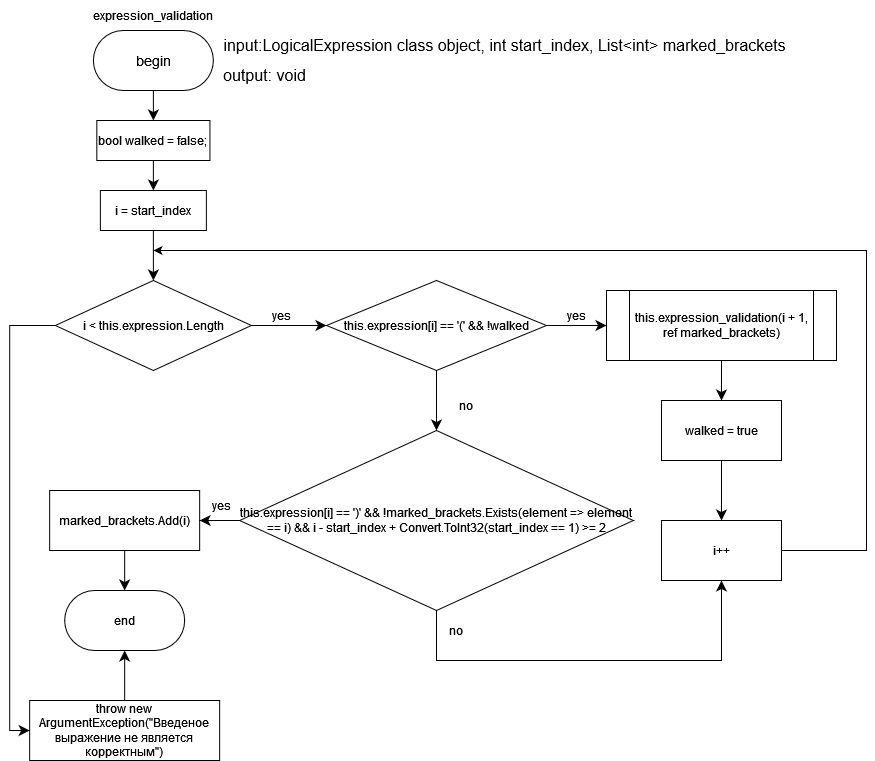 expression_validation
begin
input:LogicalExpression class object, int start_index, List<int> marked_brackets
output: void
bool walked = false;
i = start_index
i < this.expression.Length
yes
this.expression[i] == '(' && !walked
yes
this.expression_validation(i + 1,
ref marked_brackets)
no
walked = true
this.expression[i] == ')' && !marked_brackets.Exists(element => element
== i) && i - start_index + Convert.ToInt32(start_index == 1) >= 2
yes
marked_brackets.Add(i)
i++
no
end
throw new
ArgumentException("Введеное
выражение не является
корректным")